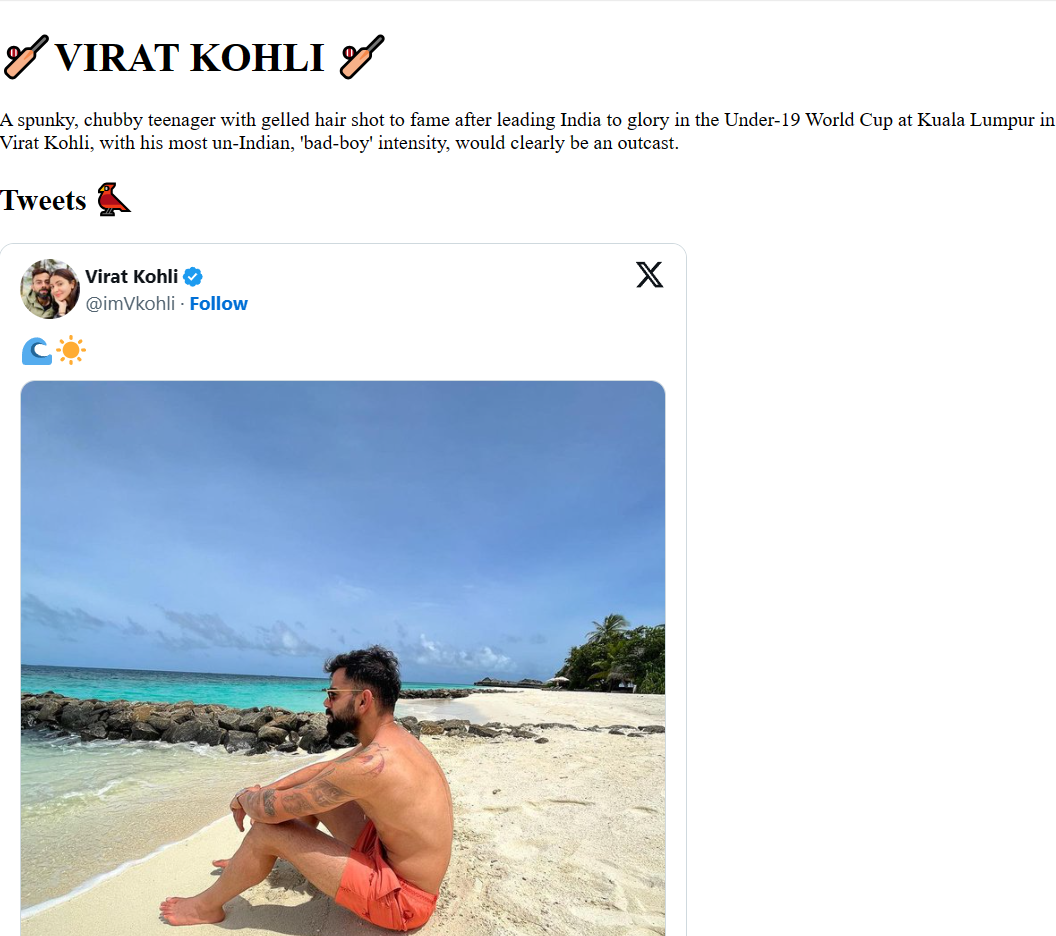 VIRAT KOHLI
A spunky, chubby teenager with gelled hair shot to fame after leading India to glory in the Under-19 World Cup at Kuala Lumpur in
Virat Kohli, with his most un-Indian, 'bad-boy' intensity, would clearly be an outcast.
Tweets
Virat Kohli
@imVkohli · Follow